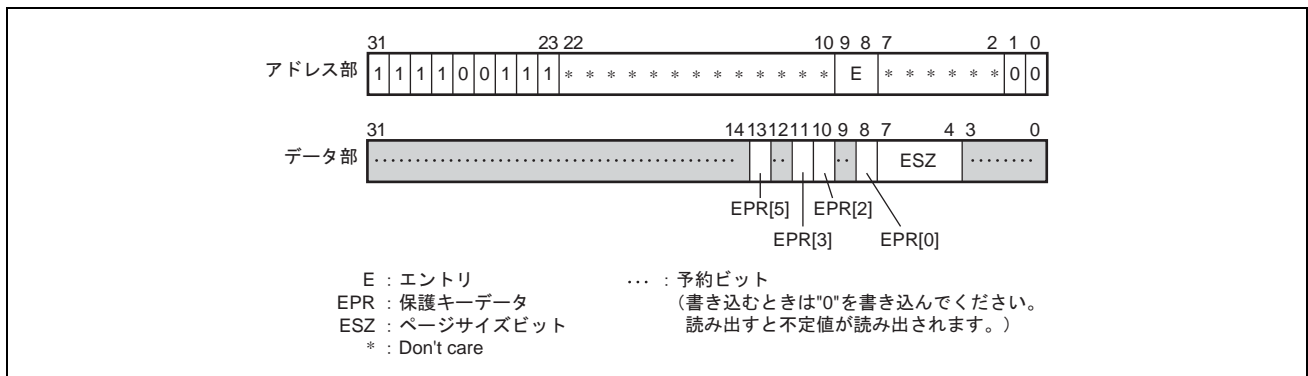 31 23 22 10 9 8 7 2 1 0
アドレス部 1 1 1 1 0 0 1 1 1 * * * * * * * * * * * * * E * * * * * * 0 0
31 14 13 12 11 10 9 8 7 4 3 0
データ部 ESZ
EPR[5] EPR[2]
EPR[3] EPR[0]
E : エントリ … : 予約ビット
EPR : 保護キーデータ （書き込むときは"0"を書き込んでください。
ESZ : ページサイズビット 読み出すと不定値が読み出されます。）
* : Don't care